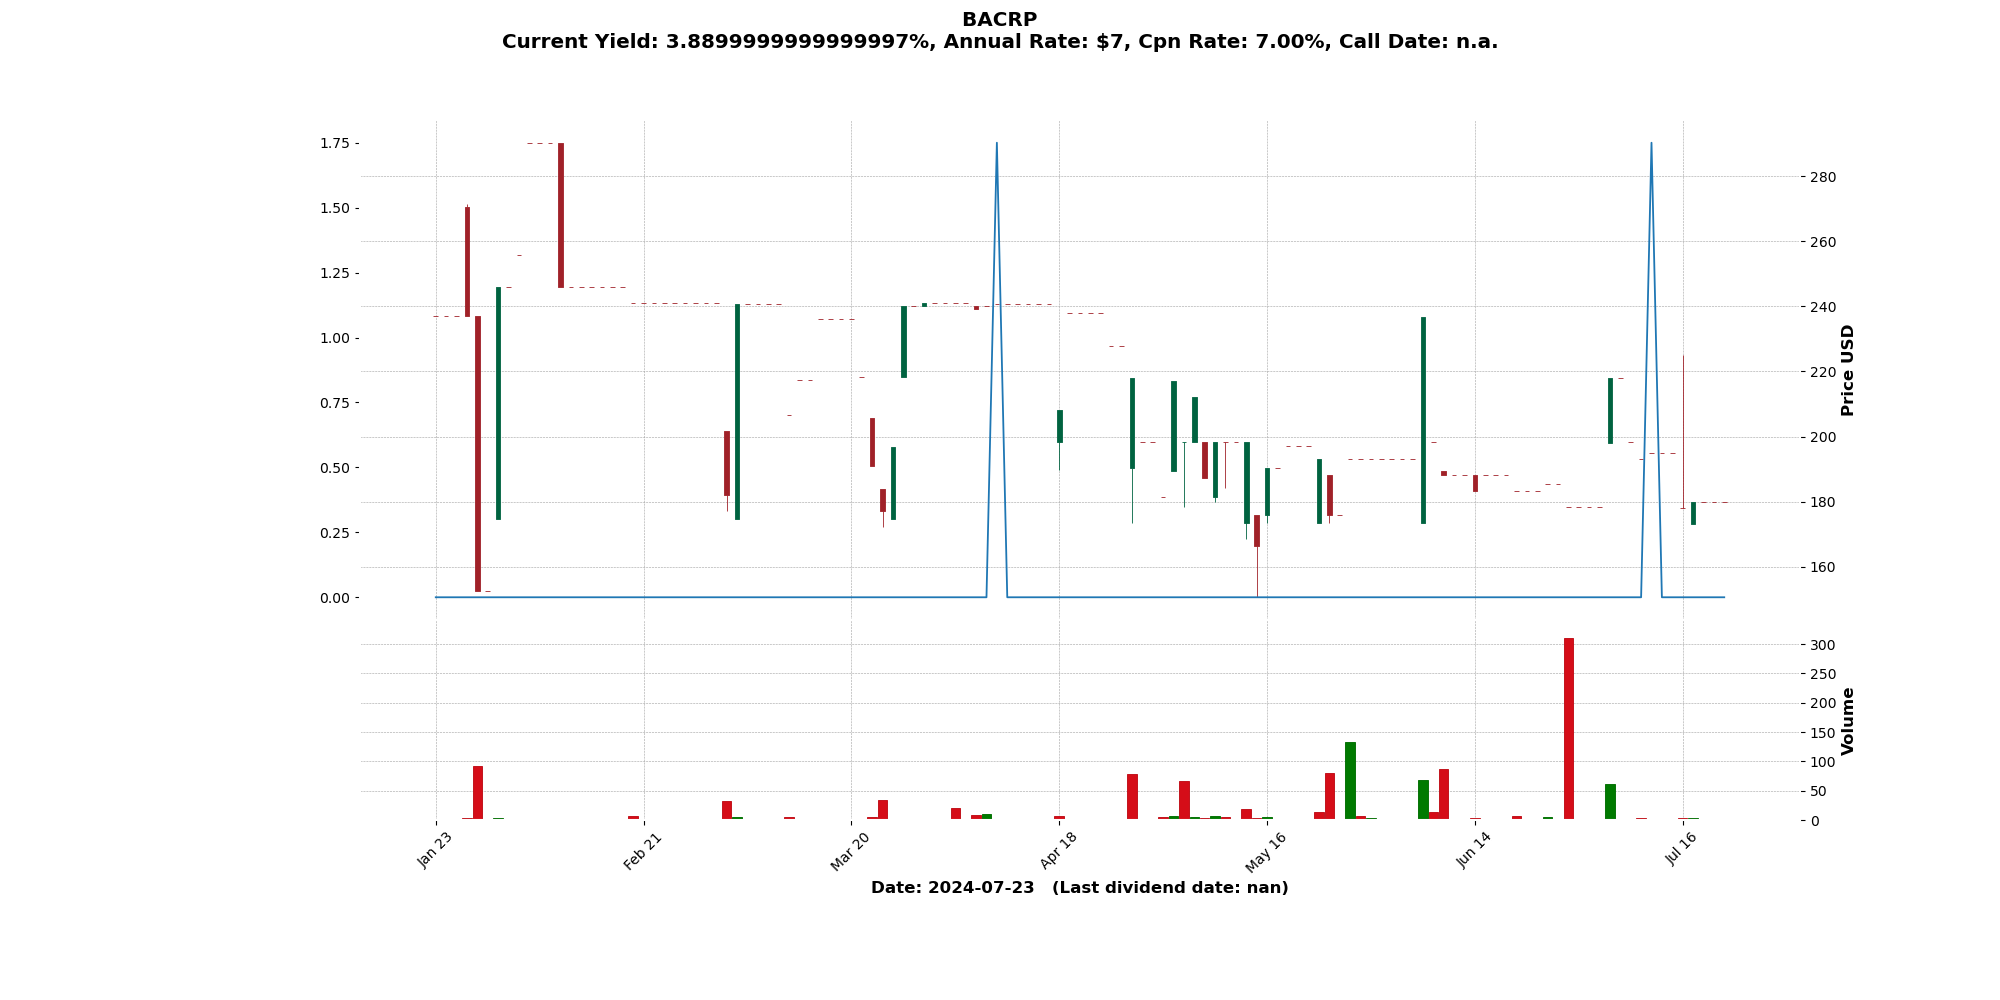 BACRP
Current Yield: 3.8899999999999997%, Annual Rate: $7, Cpn Rate: 7.00%, Call Date: n.a.
1.75
1.50
1.25
1.00
0.75
0.50
0.25
0.00
280
260
240
220
200
180
160
Price USD
300
250
200
150
100
50
0
Volume
Jan 23
Feb 21
Mar 20
Apr 18
May 16
Jun 14
Jul 16
Date: 2024-07-23 (Last dividend date: nan)